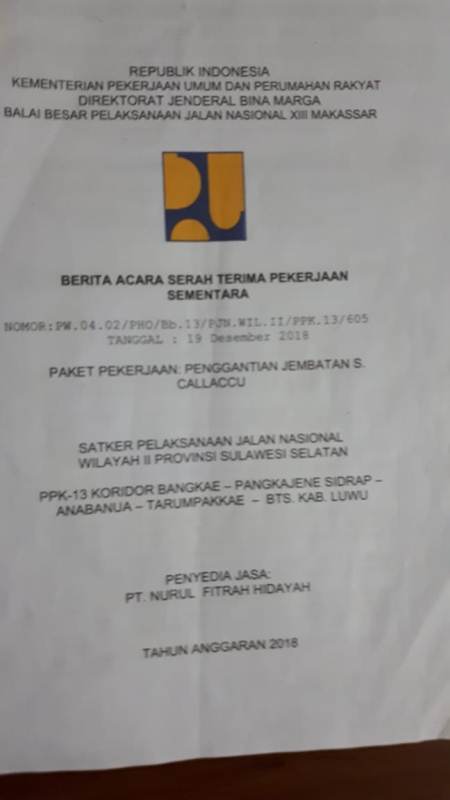 REPUBLIK INDONESIA
KEMENTERIAN PEKERJAAN UMUM DAN PERUMAHAN RAKYAT
DIREKTORAT JENDERAL BINA MARGA
BALAI BESAR PELAKSANAAN JALAN NASIONAL XIII MAKASSAR
BERITA ACARA SERAH TERIMA PEKERJAAN
SEMENTARA
NOMOR:PW.04.02/PHO/Bb.13/PJN.WIL.II/PPK.13/605
TANGGAL : 19 Desember 2018
PAKET PEKERJAAN: PENGGANTIAN JEMBATAN S.
CALLACCU
SATKER PELAKSANAAN JALAN NASIONAL
WILAYAH II PROVINSI SULAWESI SELATAN
PPK-13 KORIDOR BANGKAE – PANGKAJENE SIDRAP –
ANABANUA – TARUMPAKKAE – BTS. KAB. LUWU
PENYEDIA JASA:
PT. NURUL FITRAH HIDAYAH
TAHUN ANGGARAN 2018